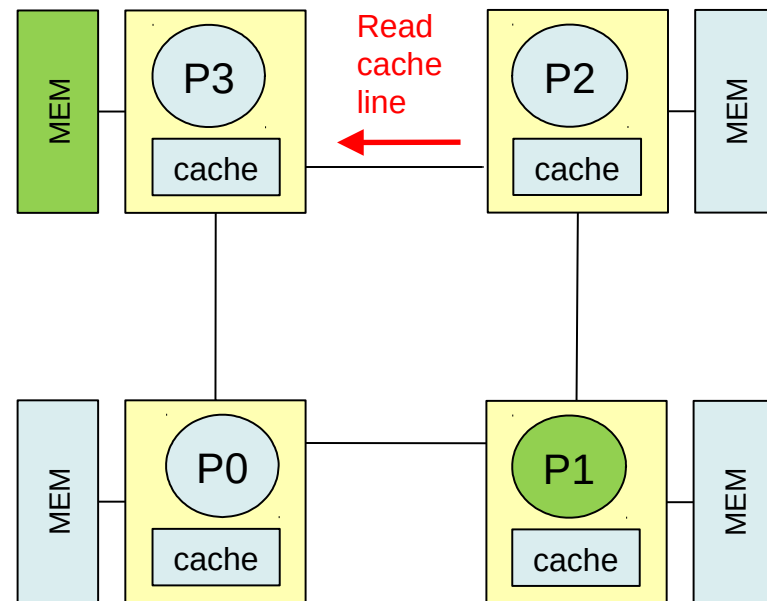 MEM
P3
cache
Read
cache
line
P2
cache
MEM
MEM
P0
cache
P1
cache
MEM